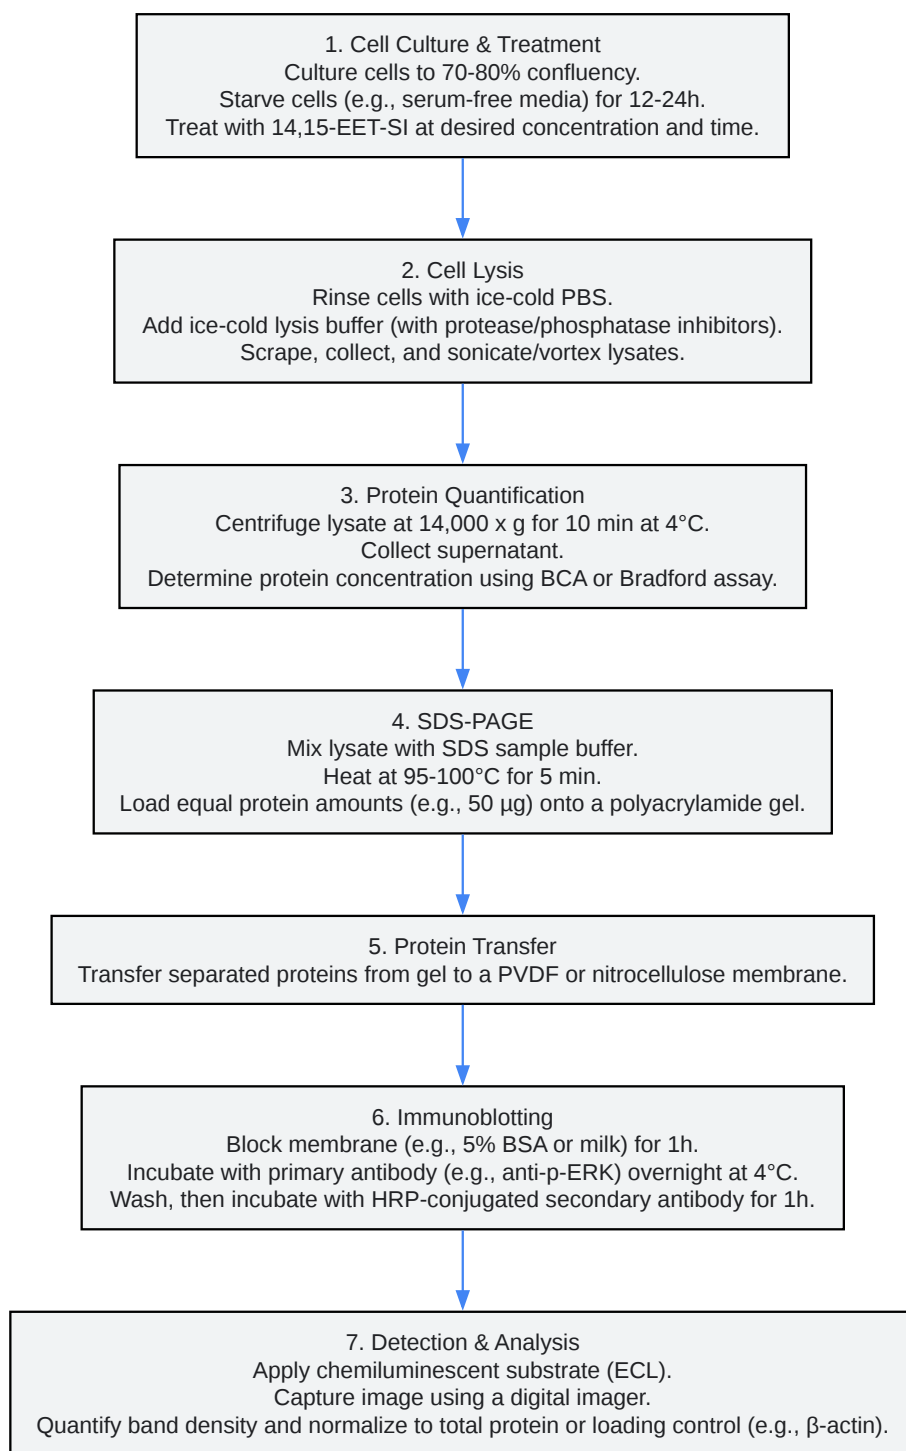 1. Cell Culture & Treatment
Culture cells to 70-80% confluency.
Starve cells (e.g., serum-free media) for 12-24h.
Treat with 14,15-EET-SI at desired concentration and time.
2. Cell Lysis
Rinse cells with ice-cold PBS.
Add ice-cold lysis buffer (with protease/phosphatase inhibitors).
Scrape, collect, and sonicate/vortex lysates.
3. Protein Quantification
Centrifuge lysate at 14,000 x g for 10 min at 4°C.
Collect supernatant.
Determine protein concentration using BCA or Bradford assay.
4. SDS-PAGE
Mix lysate with SDS sample buffer.
Heat at 95-100°C for 5 min.
Load equal protein amounts (e.g., 50 µg) onto a polyacrylamide gel.
5. Protein Transfer
Transfer separated proteins from gel to a PVDF or nitrocellulose membrane.
6. Immunoblotting
Block membrane (e.g., 5% BSA or milk) for 1h.
Incubate with primary antibody (e.g., anti-p-ERK) overnight at 4°C.
Wash, then incubate with HRP-conjugated secondary antibody for 1h.
7. Detection & Analysis
Apply chemiluminescent substrate (ECL).
Capture image using a digital imager.
Quantify band density and normalize to total protein or loading control (e.g., β-actin).